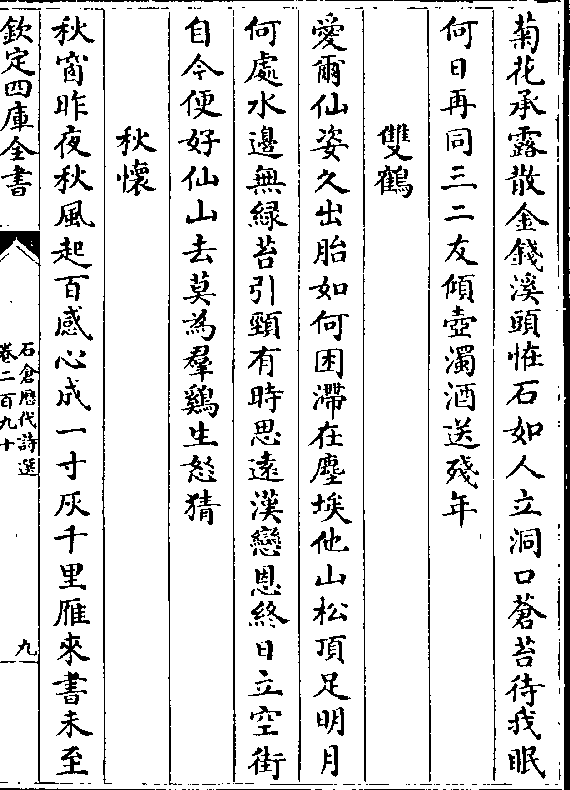 菊花承露散金錢溪頭怪石如人立洞口蒼苔待我眠
何日再同三二友傾壺濁酒送殘年
雙鶴
愛爾仙姿久出胎如何困滯在塵埃他山松頂足明月
何處水邊無緑苔引頸有時思遠漢戀恩終日立空街
自今便好仙山去莫為羣鷄生怒猜
秋懷
秋窗昨夜秋風起百感心成一寸灰千里雁來書未至
欽定四庫全書
石倉歴代詩選
卷二百九十
九